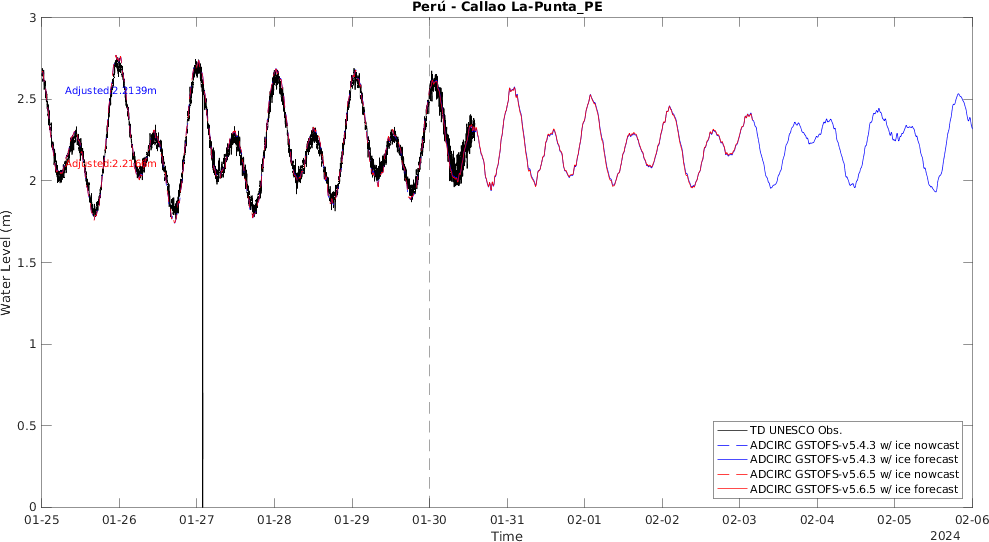 Perú - Callao La-Punta_PE
3
2.5
2
1.5
1
0.5
0
Water Level (m)
Adjusted:2.2139m
TD UNESCO Obs.
ADCIRC GSTOFS-v5.4.3 w/ ice nowcast
ADCIRC GSTOFS-v5.4.3 w/ ice forecast
ADCIRC GSTOFS-v5.6.5 w/ ice nowcast
ADCIRC GSTOFS-v5.6.5 w/ ice forecast
01-25 01-26 01-27 01-28 01-29 01-30 01-31 02-01 02-02 02-03 02-04 02-05 02-06
Time
2024